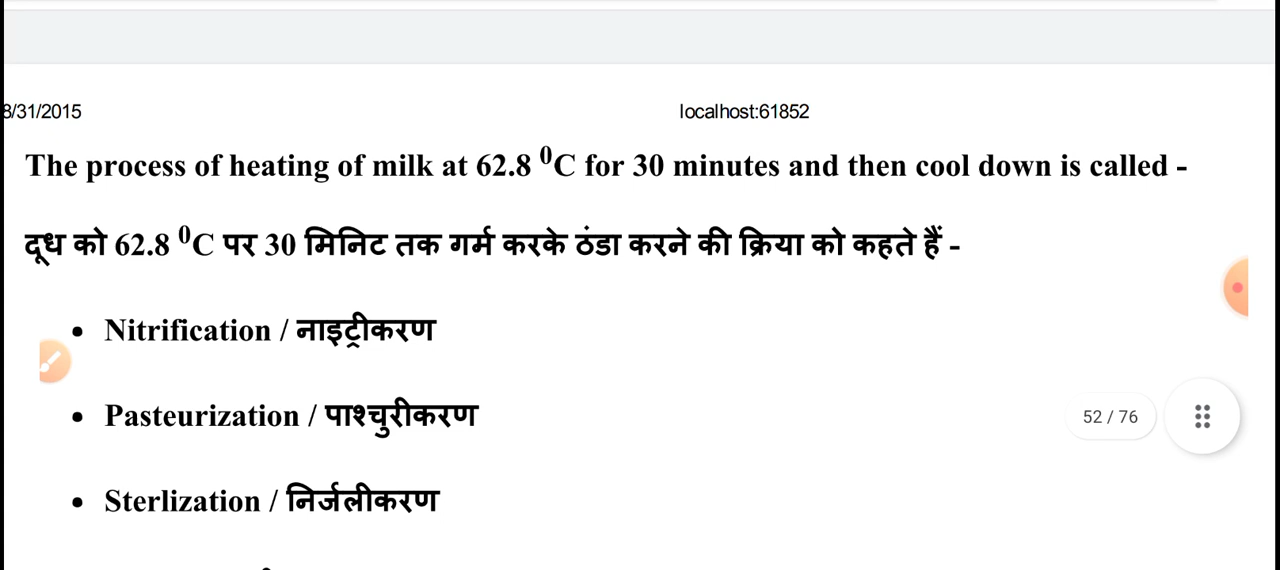 8/31/2015 localhost:61852
The process of heating of milk at 62.8 ⁰C for 30 minutes and then cool down is called -
दूध को 62.8 ⁰C पर 30 मिनिट तक गर्म करके ठंडा करने की क्रिया को कहते हैं -
• Nitrification / नाइट्रीकरण
• Pasteurization / पाश्चुरीकरण
52 / 76
• Sterlization / निर्जलीकरण